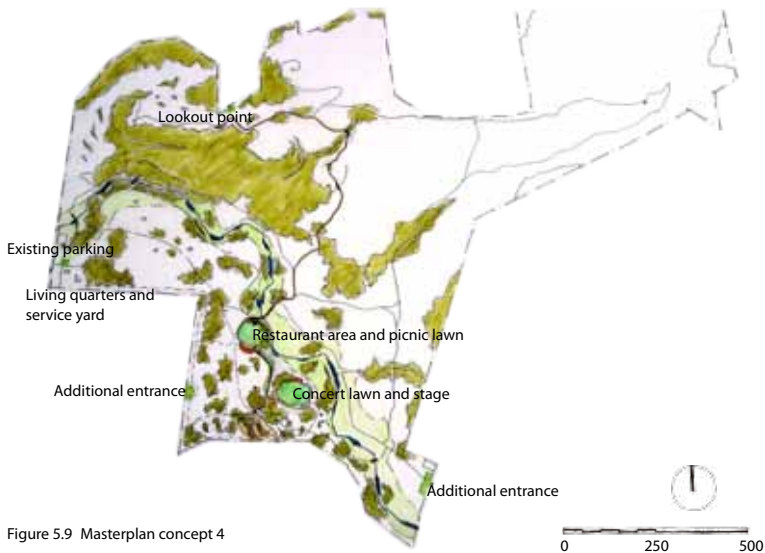 Lookout point
Existing parking
Living quarters and
service yard
Restaurant area and picnic lawn
Additional entrance
Concert lawn and stage
Additional entrance
Figure 5.9 Masterplan concept 4
0 250 500